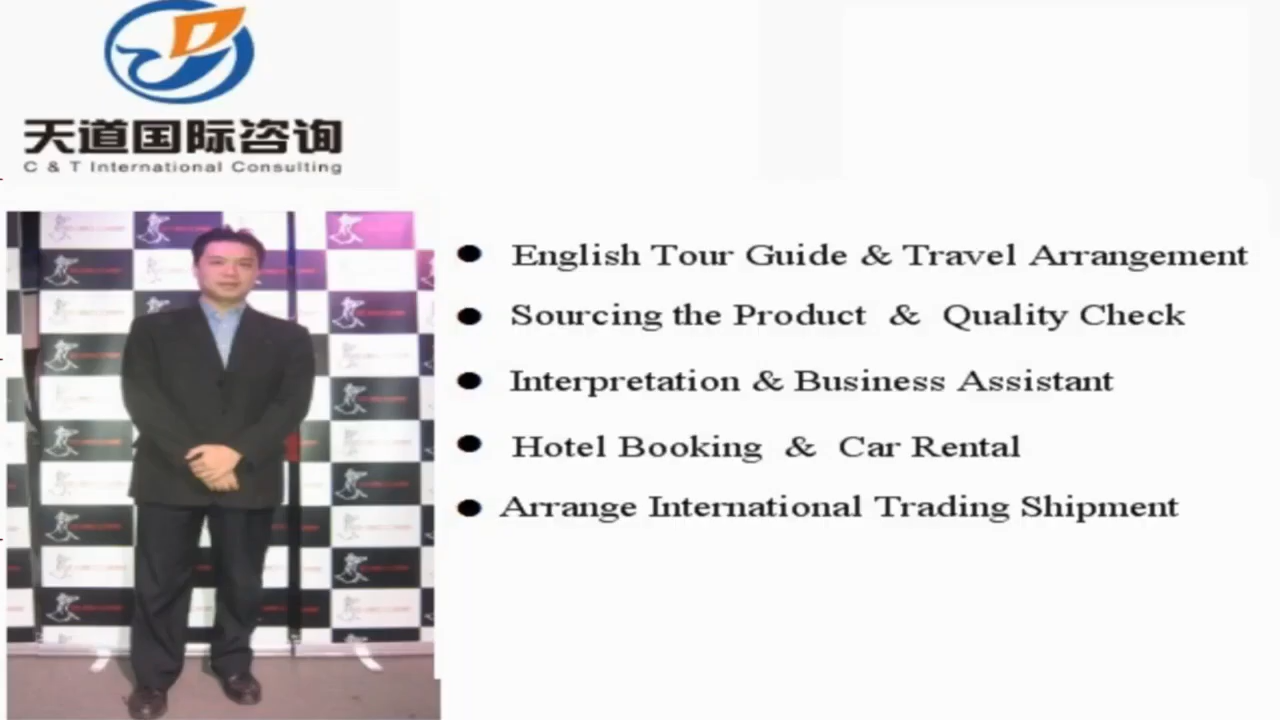 天道国际咨询
C & T International Consulting
● English Tour Guide & Travel Arrangement
● Sourcing the Product & Quality Check
● Interpretation & Business Assistant
● Hotel Booking & Car Rental
● Arrange International Trading Shipment